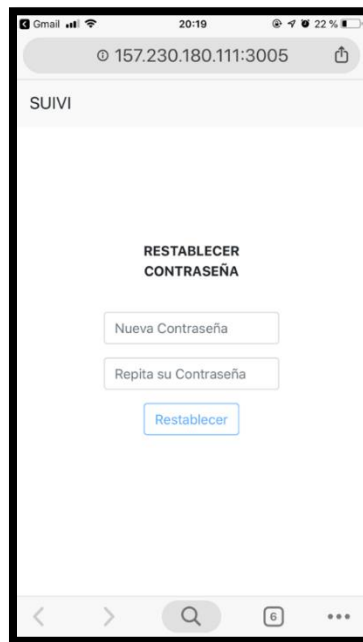 Gmail 20:19 22 %
157.230.180.111:3005
SUIVI
RESTABLECER
CONTRASEÑA
Nueva Contraseña
Repita su Contraseña
Restablecer
6